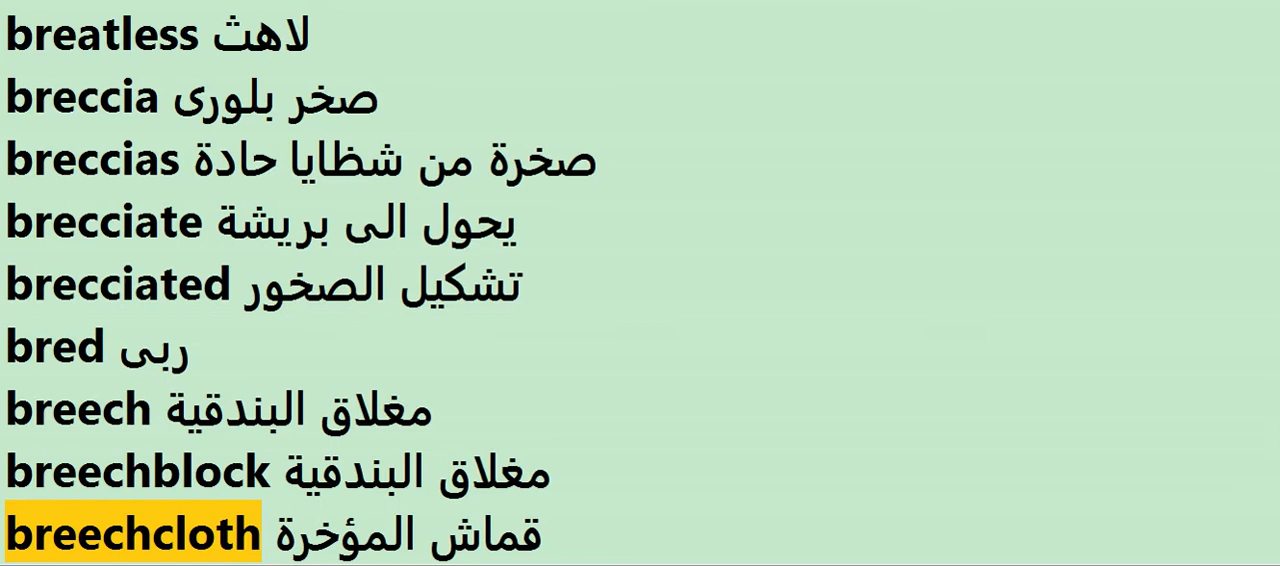 breatless لاهث
breccia صخر بلورى
breccias صخرة من شظايا حادة
brecciate يحول الى بريشة
brecciated تشكيل الصخور
bred ربى
breech مغلاق البندقية
breechblock مغلاق البندقية
breechcloth قماش المؤخرة